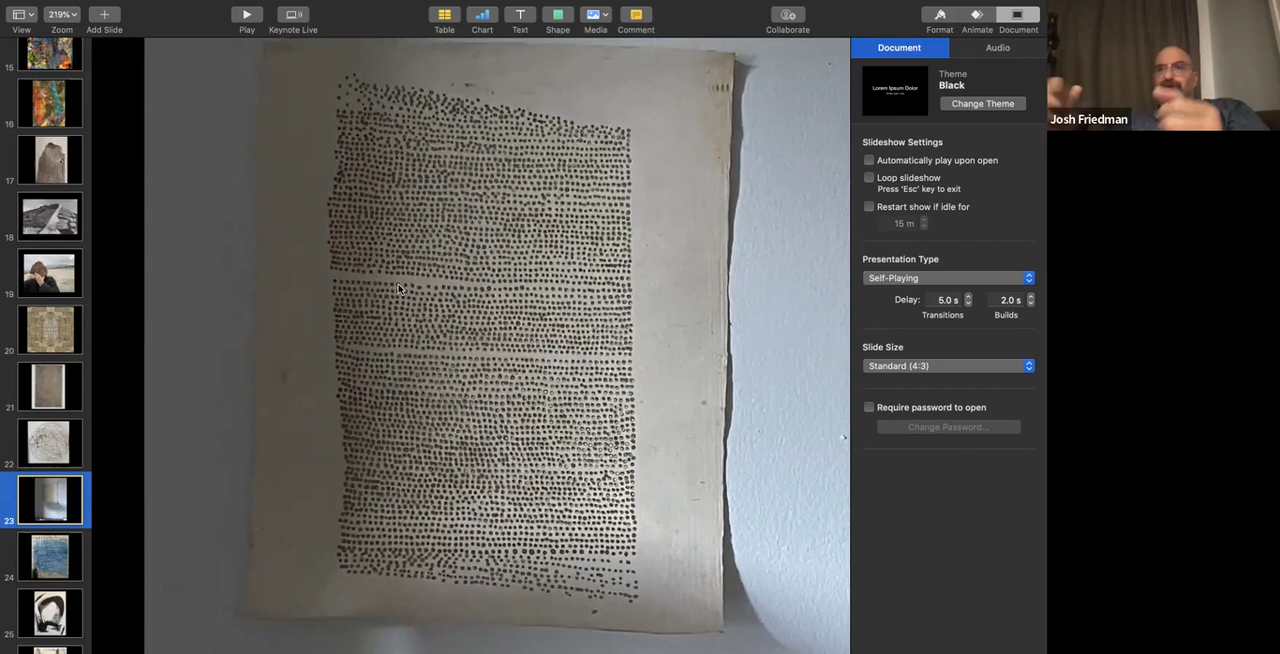 219%
View Zoom Add Slide Play Keynote Live Table Chart Text Shape Media Comment Collaborate Format Animate Document
Document Audio
Lorem Ipsum Dolor
Theme
Black
Change Theme
Slideshow Settings
Automatically play upon open
Loop slideshow
Press 'Esc' key to exit
Restart show if idle for
15 m
Presentation Type
Self-Playing
Delay: 5.0 s 2.0 s
Transitions Builds
Slide Size
Standard (4:3)
Require password to open
Change Password...
15
16
17
18
19
20
21
22
23
24
25
Josh Friedman